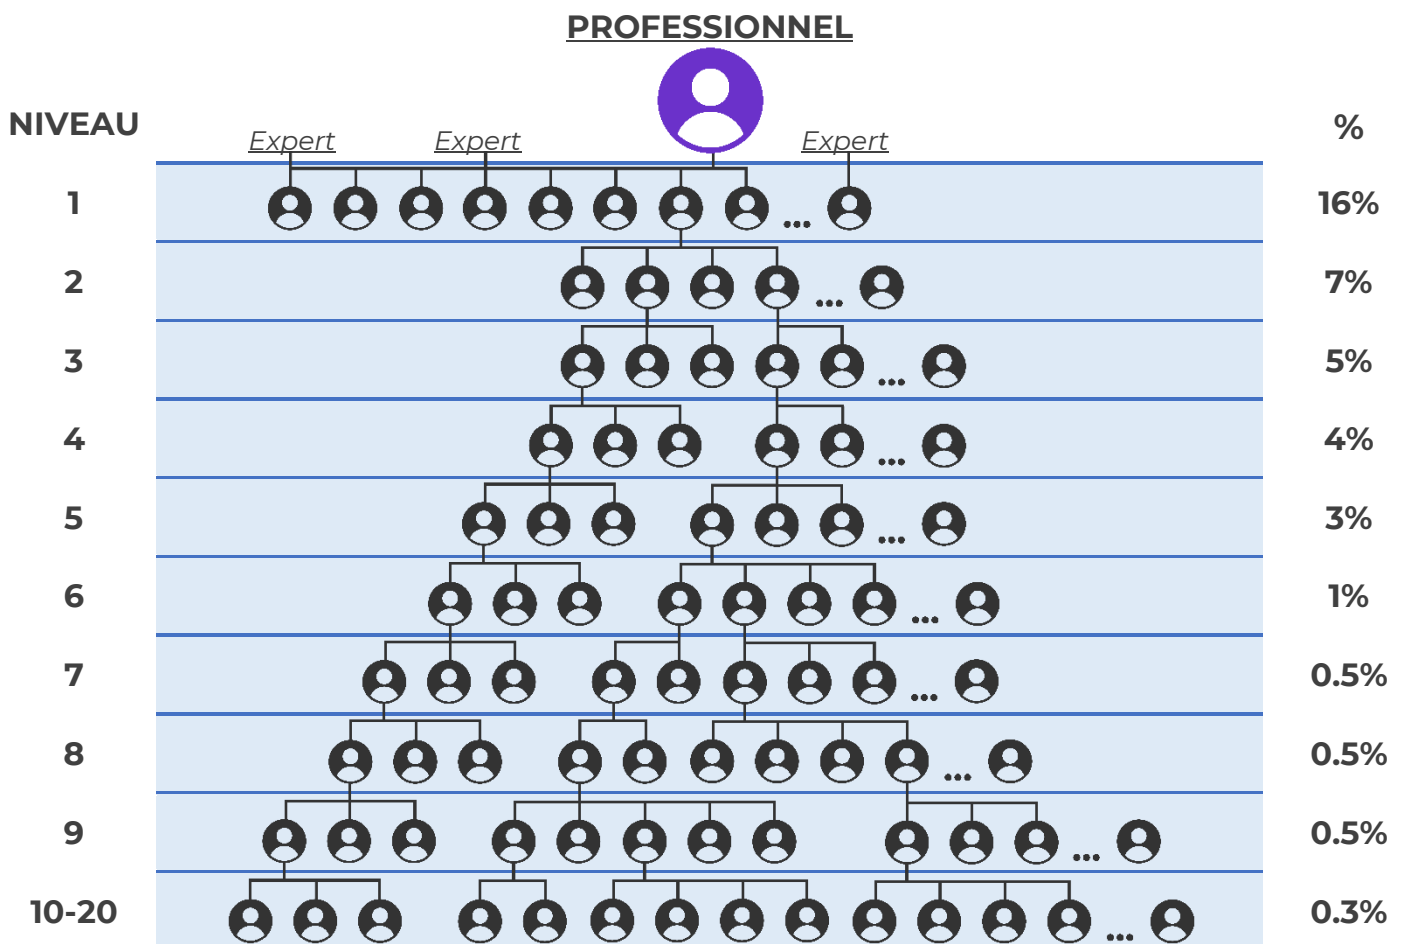 PROFESSIONNEL
NIVEAU
%
Expert Expert Expert
1 ... 16%
2 ... 7%
3 ... 5%
4 ... 4%
5 ... 3%
6 ... 1%
7 ... 0.5%
8 ... 0.5%
9 ... 0.5%
10-20 ... 0.3%